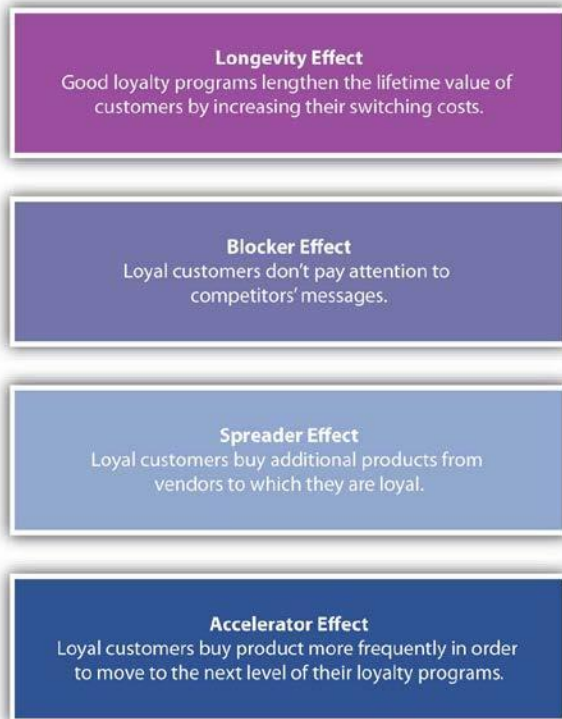 Longevity Effect
Good loyalty programs lengthen the lifetime value of
customers by increasing their switching costs.
Blocker Effect
Loyal customers don't pay attention to
competitors' messages.
Spreader Effect
Loyal customers buy additional products from
vendors to which they are loyal.
Accelerator Effect
Loyal customers buy product more frequently in order
to move to the next level of their loyalty programs.